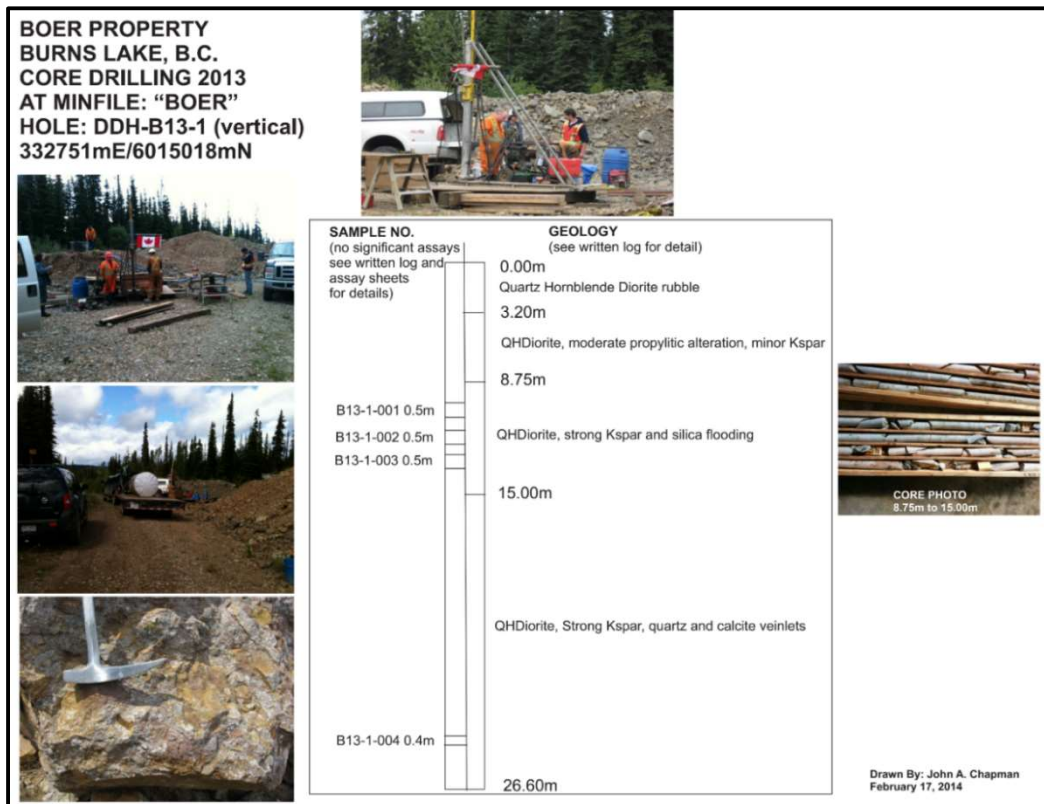 BOER PROPERTY
BURNS LAKE, B.C.
CORE DRILLING 2013
AT MINFILE: “BOER”
HOLE: DDH-B13-1 (vertical)
332751mE/6015018mN
SAMPLE NO.
(no significant assays
see written log and
assay sheets
for details)
GEOLOGY
(see written log for detail)
0.00m
Quartz Hornblende Diorite rubble
3.20m
QHDiorite, moderate propylitic alteration, minor Kspar
8.75m
B13-1-001 0.5m
B13-1-002 0.5m
QHDiorite, strong Kspar and silica flooding
B13-1-003 0.5m
15.00m
QHDiorite, Strong Kspar, quartz and calcite veinlets
B13-1-004 0.4m
26.60m
CORE PHOTO
8.75m to 15.00m
Drawn By: John A. Chapman
February 17, 2014